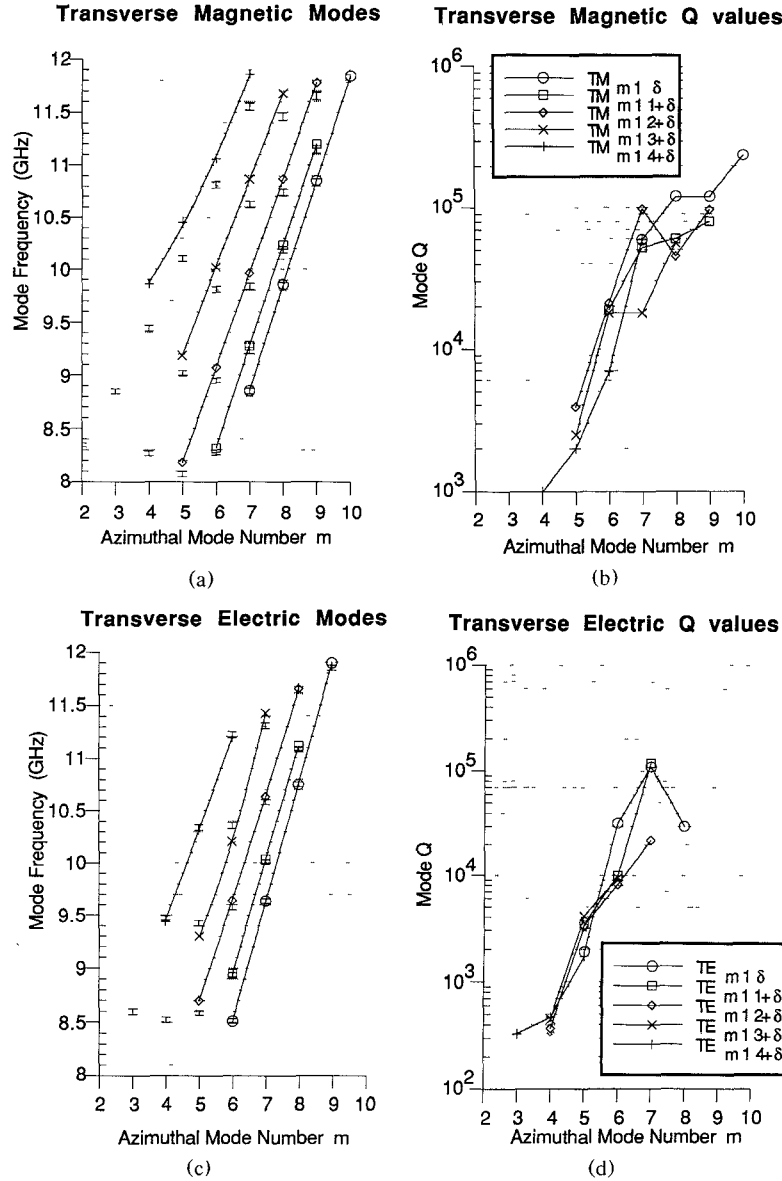 Transverse Magnetic Modes
12
11.5
11
10.5
10
9.5
9
8.5
8
Mode Frequency (GHz)
2 3 4 5 6 7 8 9 10
Azimuthal Mode Number m
(a)
Transverse Magnetic Q values
10^6
10^5
10^4
10^3
Mode Q
TM m 1 δ
TM m 1 1+δ
TM m 1 2+δ
TM m 1 3+δ
TM m 1 4+δ
2 3 4 5 6 7 8 9 10
Azimuthal Mode Number m
(b)
Transverse Electric Modes
12
11.5
11
10.5
10
9.5
9
8.5
8
Mode Frequency (GHz)
2 3 4 5 6 7 8 9 10
Azimuthal Mode Number m
(c)
Transverse Electric Q values
10^6
10^5
10^4
10^3
10^2
Mode Q
TE m 1 δ
TE m 1 1+δ
TE m 1 2+δ
TE m 1 3+δ
TE m 1 4+δ
2 3 4 5 6 7 8 9 10
Azimuthal Mode Number m
(d)